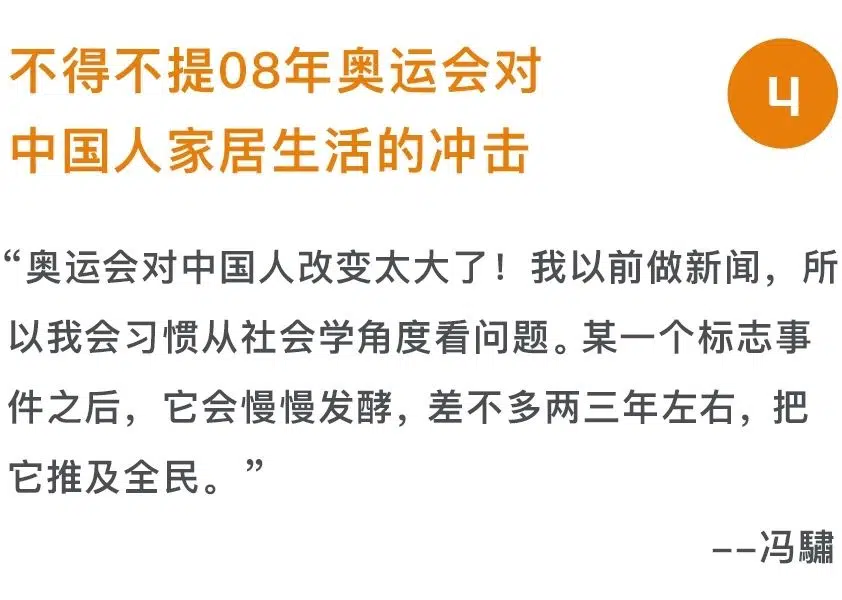 不得不提08年奥运会对
中国人家居生活的冲击
4
“奥运会对中国人改变太大了！我以前做新闻，所
以我会习惯从社会学角度看问题。某一个标志事
件之后，它会慢慢发酵，差不多两三年左右，把
它推及全民。”
--冯驌